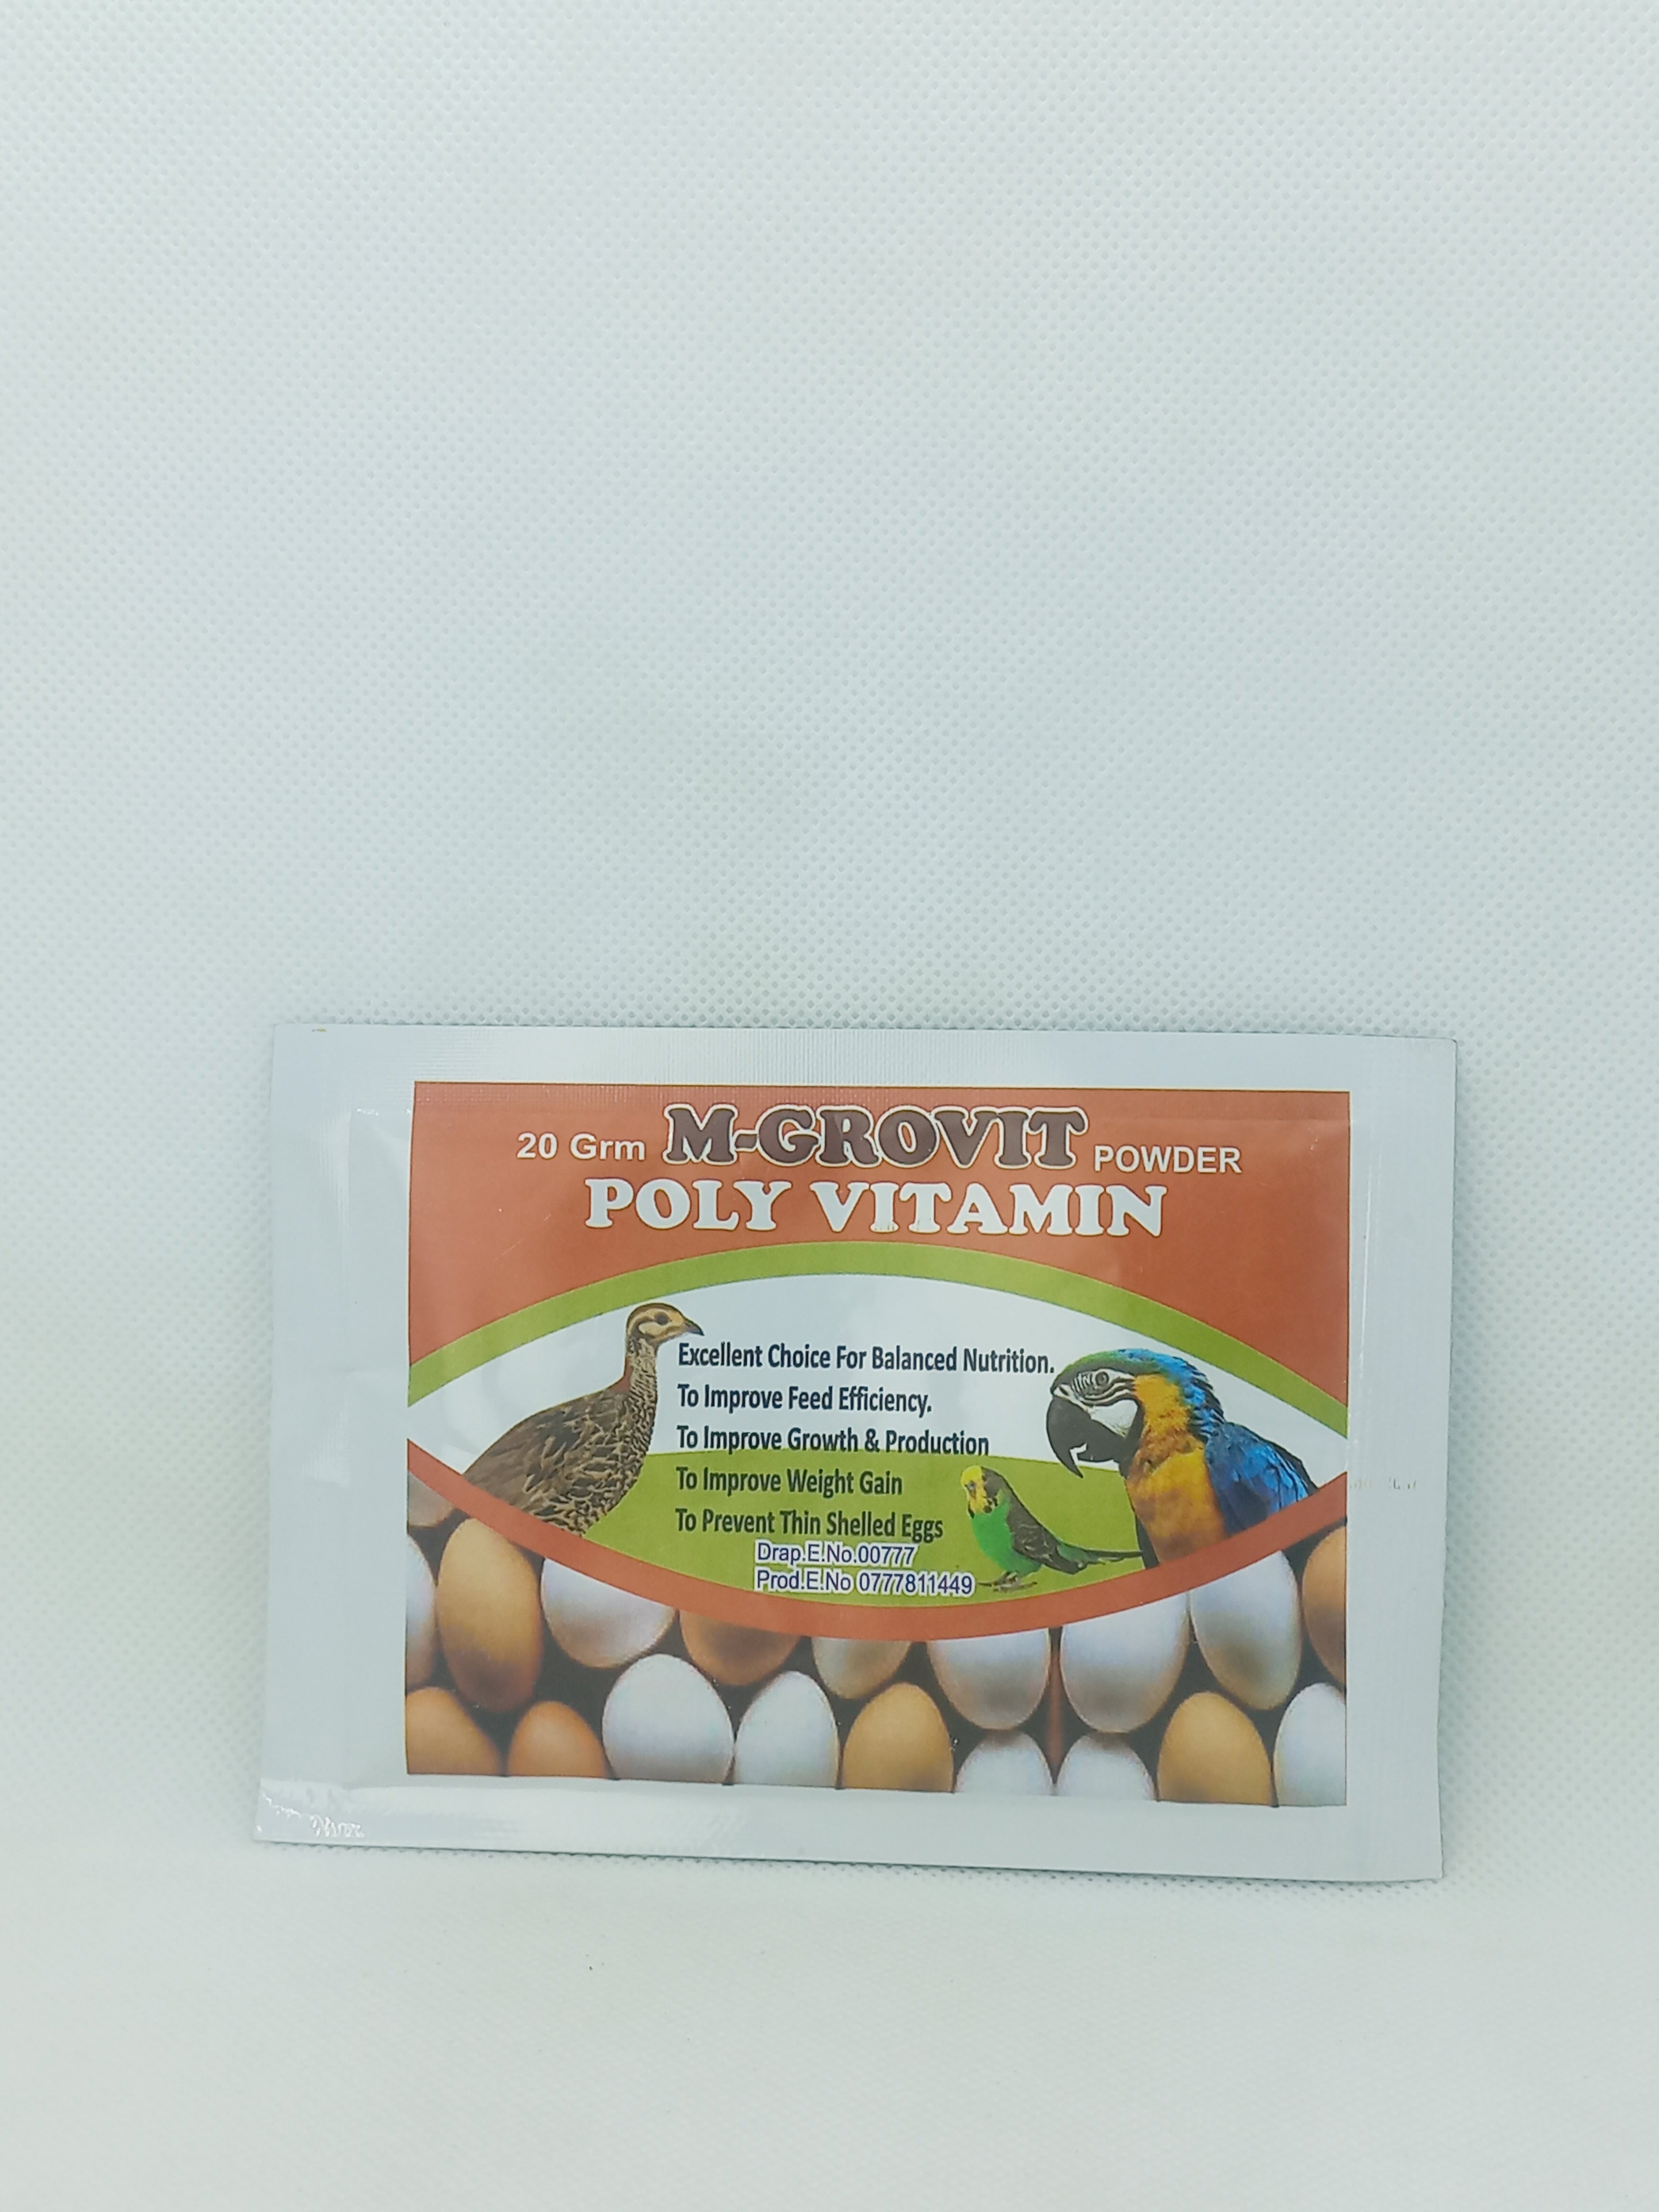 20 Grm M-GROVIT POWDER
POLY VITAMIN
Excellent Choice For Balanced Nutrition.
To Improve Feed Efficiency.
To Improve Growth & Production
To Improve Weight Gain
To Prevent Thin Shelled Eggs
Drap.E.No.00777
Prod.E.No 0777811449